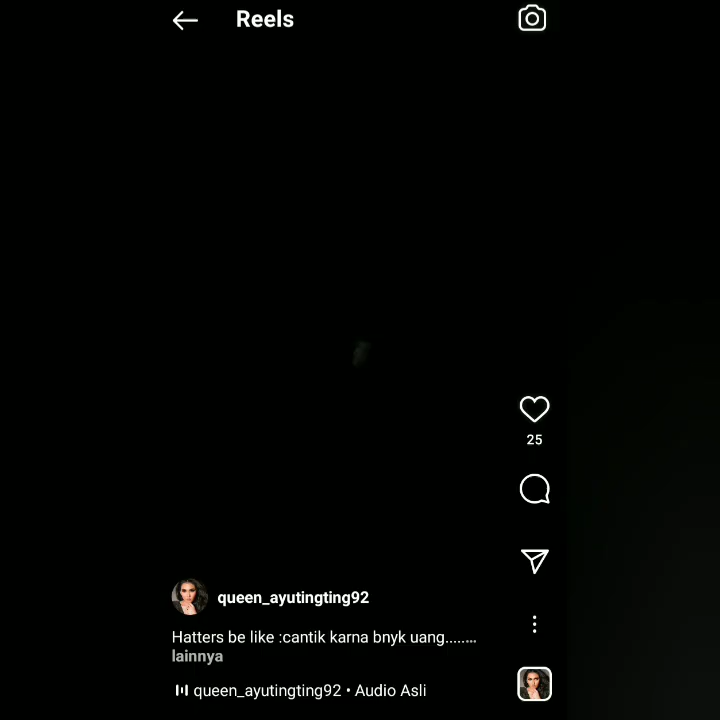 Reels
25
queen_ayutingting92
Hatters be like :cantik karna bnyk uang........
lainnya
queen_ayutingting92 • Audio Asli